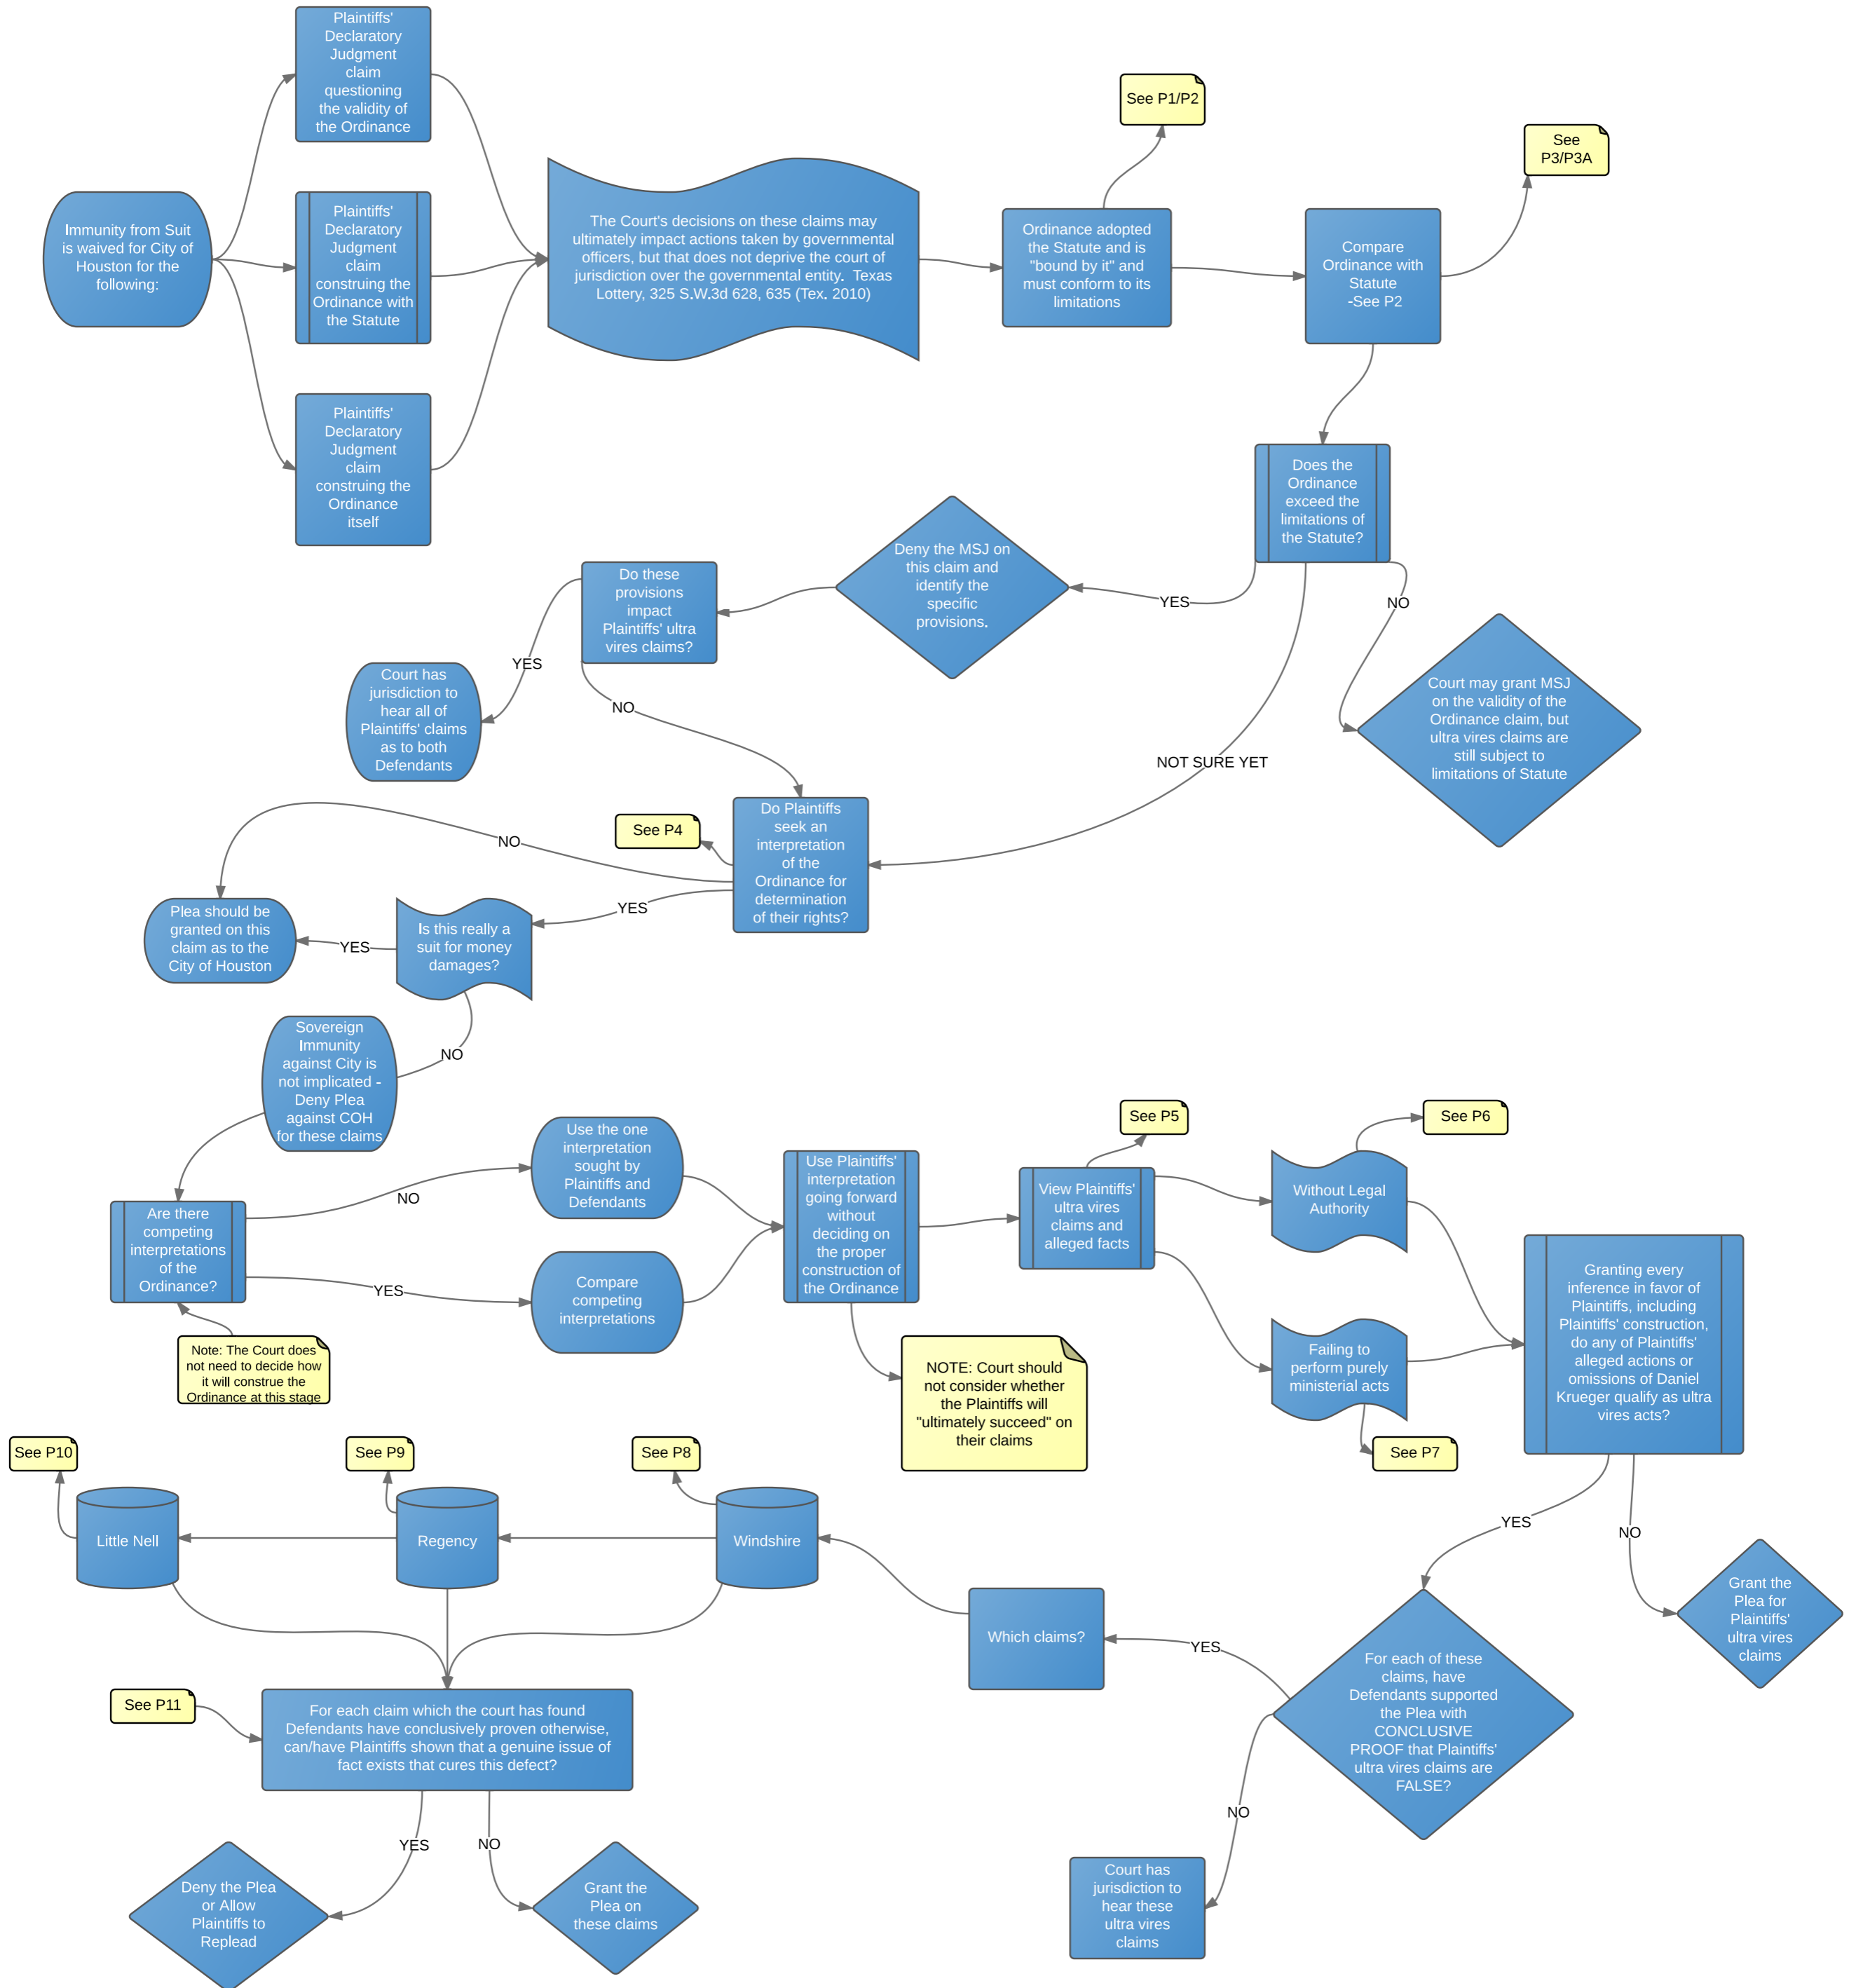 Plaintiffs'
Declaratory
Judgment
claim
questioning
the validity of
the Ordinance
Immunity from Suit
is waived for City of
Houston for the
following:
Plaintiffs'
Declaratory
Judgment
claim
construing the
Ordinance with
the Statute
Plaintiffs'
Declaratory
Judgment
claim
construing the
Ordinance
itself
The Court's decisions on these claims may
ultimately impact actions taken by governmental
officers, but that does not deprive the court of
jurisdiction over the governmental entity. Texas
Lottery, 325 S.W.3d 628, 635 (Tex. 2010)
See P1/P2
Ordinance adopted
the Statute and is
"bound by it" and
must conform to its
limitations
See
P3/P3A
Compare
Ordinance with
Statute
-See P2
Does the
Ordinance
exceed the
limitations of
the Statute?
YES
NO
NOT SURE YET
Deny the MSJ on
this claim and
identify the
specific
provisions.
Court may grant MSJ
on the validity of the
Ordinance claim, but
ultra vires claims are
still subject to
limitations of Statute
Do these
provisions
impact
Plaintiffs' ultra
vires claims?
YES
NO
Court has
jurisdiction to
hear all of
Plaintiffs' claims
as to both
Defendants
Do Plaintiffs
seek an
interpretation
of the
Ordinance for
determination
of their rights?
See P4
NO
YES
Plea should be
granted on this
claim as to the
City of Houston
YES
Is this really a
suit for money
damages?
NO
Sovereign
Immunity
against City is
not implicated -
Deny Plea
against COH
for these claims
Are there
competing
interpretations
of the
Ordinance?
NO
YES
Note: The Court does
not need to decide how
it will construe the
Ordinance at this stage
Use the one
interpretation
sought by
Plaintiffs and
Defendants
Compare
competing
interpretations
Use Plaintiffs'
interpretation
going forward
without
deciding on
the proper
construction of
the Ordinance
NOTE: Court should
not consider whether
the Plaintiffs will
"ultimately succeed" on
their claims
See P5
View Plaintiffs'
ultra vires
claims and
alleged facts
See P6
Without Legal
Authority
Failing to
perform purely
ministerial acts
See P7
Granting every
inference in favor of
Plaintiffs, including
Plaintiffs' construction,
do any of Plaintiffs'
alleged actions or
omissions of Daniel
Krueger qualify as ultra
vires acts?
YES
NO
Grant the
Plea for
Plaintiffs'
ultra vires
claims
For each of these
claims, have
Defendants supported
the Plea with
CONCLUSIVE
PROOF that Plaintiffs'
ultra vires claims are
FALSE?
YES
NO
Which claims?
Court has
jurisdiction to
hear these
ultra vires
claims
See P8
Windshire
See P9
Regency
See P10
Little Nell
See P11
For each claim which the court has found
Defendants have conclusively proven otherwise,
can/have Plaintiffs shown that a genuine issue of
fact exists that cures this defect?
YES
NO
Deny the Plea
or Allow
Plaintiffs to
Replead
Grant the
Plea on
these claims